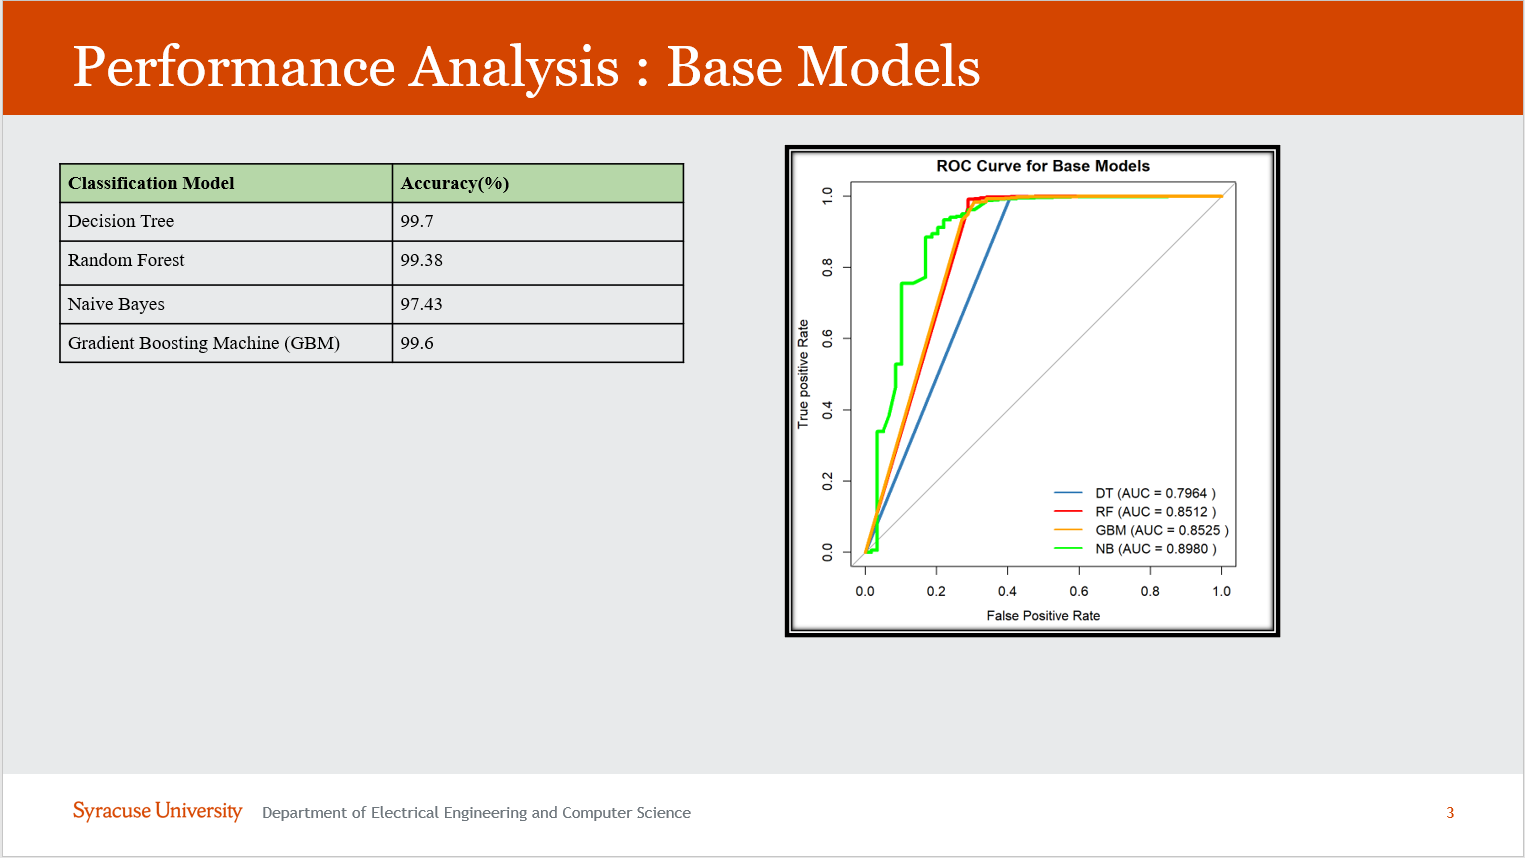 Performance Analysis : Base Models
Classification Model Accuracy(%)
Decision Tree 99.7
Random Forest 99.38
Naive Bayes 97.43
Gradient Boosting Machine (GBM) 99.6
ROC Curve for Base Models
True positive Rate
1.0
0.8
0.6
0.4
0.2
0.0
DT (AUC = 0.7964 )
RF (AUC = 0.8512 )
GBM (AUC = 0.8525 )
NB (AUC = 0.8980 )
0.0 0.2 0.4 0.6 0.8 1.0
False Positive Rate
Syracuse University Department of Electrical Engineering and Computer Science 3